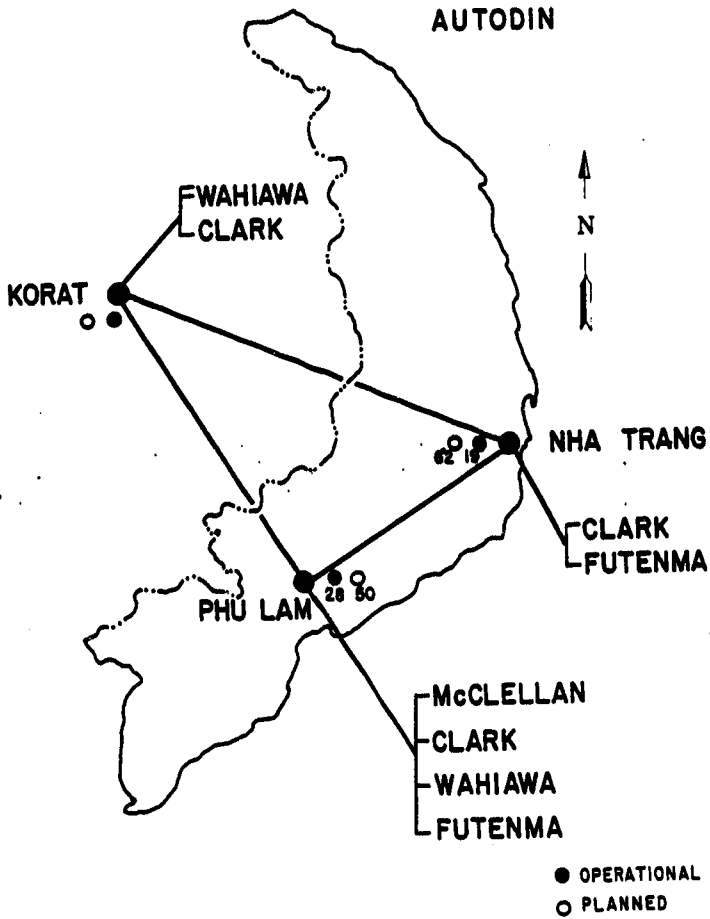 AUTODIN
WAHIAWA
CLARK
N
KORAT
NHA TRANG
62 19
CLARK
FUTENMA
28 50
PHU LAM
McCLELLAN
CLARK
WAHIAWA
FUTENMA
OPERATIONAL
PLANNED